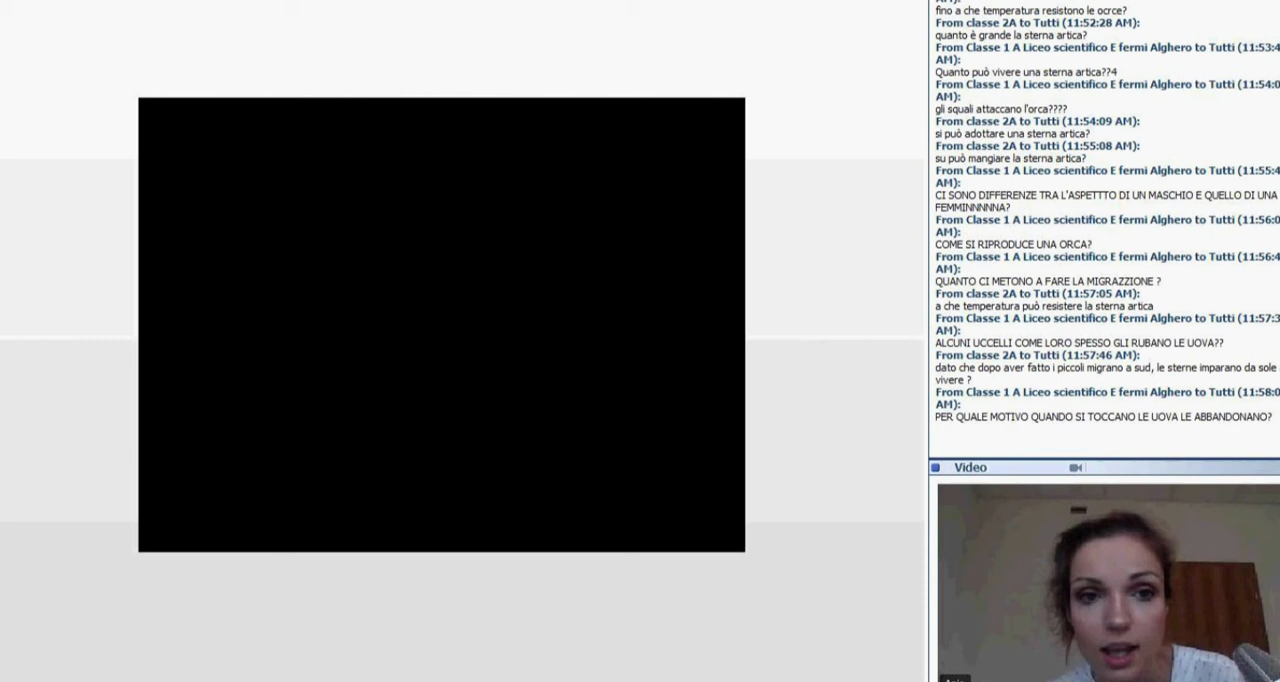 AM):
fino a che temperatura resistono le ocrce?
From classe 2A to Tutti (11:52:28 AM):
quanto è grande la sterna artica?
From Classe 1 A Liceo scientifico E fermi Alghero to Tutti (11:53:4
AM):
Quanto può vivere una sterna artica??4
From Classe 1 A Liceo scientifico E fermi Alghero to Tutti (11:54:0
AM):
gli squali attaccano l'orca????
From classe 2A to Tutti (11:54:09 AM):
si può adottare una sterna artica?
From classe 2A to Tutti (11:55:08 AM):
su può mangiare la sterna artica?
From Classe 1 A Liceo scientifico E fermi Alghero to Tutti (11:55:4
AM):
CI SONO DIFFERENZE TRA L'ASPETTTO DI UN MASCHIO E QUELLO DI UNA
FEMMINNNNNA?
From Classe 1 A Liceo scientifico E fermi Alghero to Tutti (11:56:0
AM):
COME SI RIPRODUCE UNA ORCA?
From Classe 1 A Liceo scientifico E fermi Alghero to Tutti (11:56:4
AM):
QUANTO CI METONO A FARE LA MIGRAZZIONE ?
From classe 2A to Tutti (11:57:05 AM):
a che temperatura può resistere la sterna artica
From Classe 1 A Liceo scientifico E fermi Alghero to Tutti (11:57:3
AM):
ALCUNI UCCELLI COME LORO SPESSO GLI RUBANO LE UOVA??
From classe 2A to Tutti (11:57:46 AM):
dato che dopo aver fatto i piccoli migrano a sud, le sterne imparano da sole
vivere ?
From Classe 1 A Liceo scientifico E fermi Alghero to Tutti (11:58:0
AM):
PER QUALE MOTIVO QUANDO SI TOCCANO LE UOVA LE ABBANDONANO?
Video